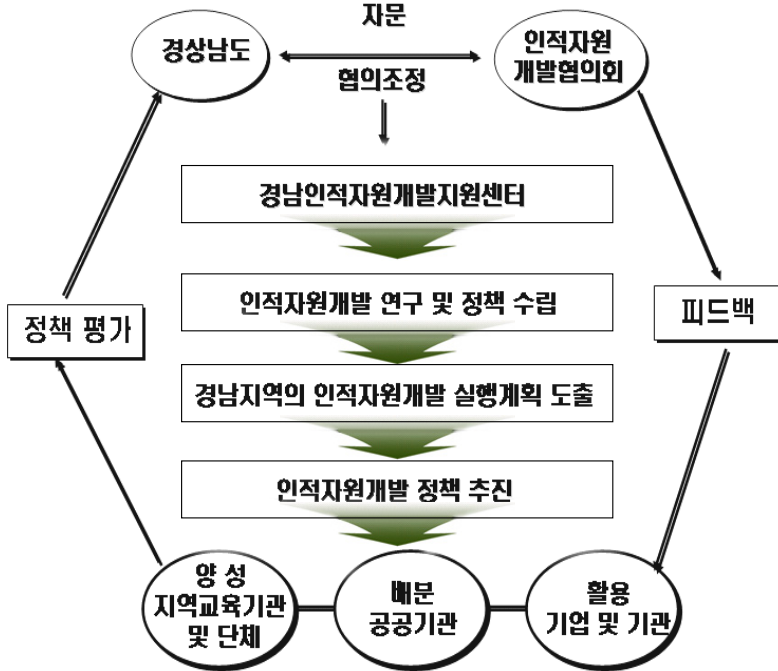 자문
경상남도
인적자원
개발협의회
협의조정
경남인적자원개발지원센터
인적자원개발 연구 및 정책 수립
정책 평가
피드백
경남지역의 인적자원개발 실행계획 도출
인적자원개발 정책 추진
양 성
지역교육기관
및 단체
배분
공공기관
활용
기업 및 기관